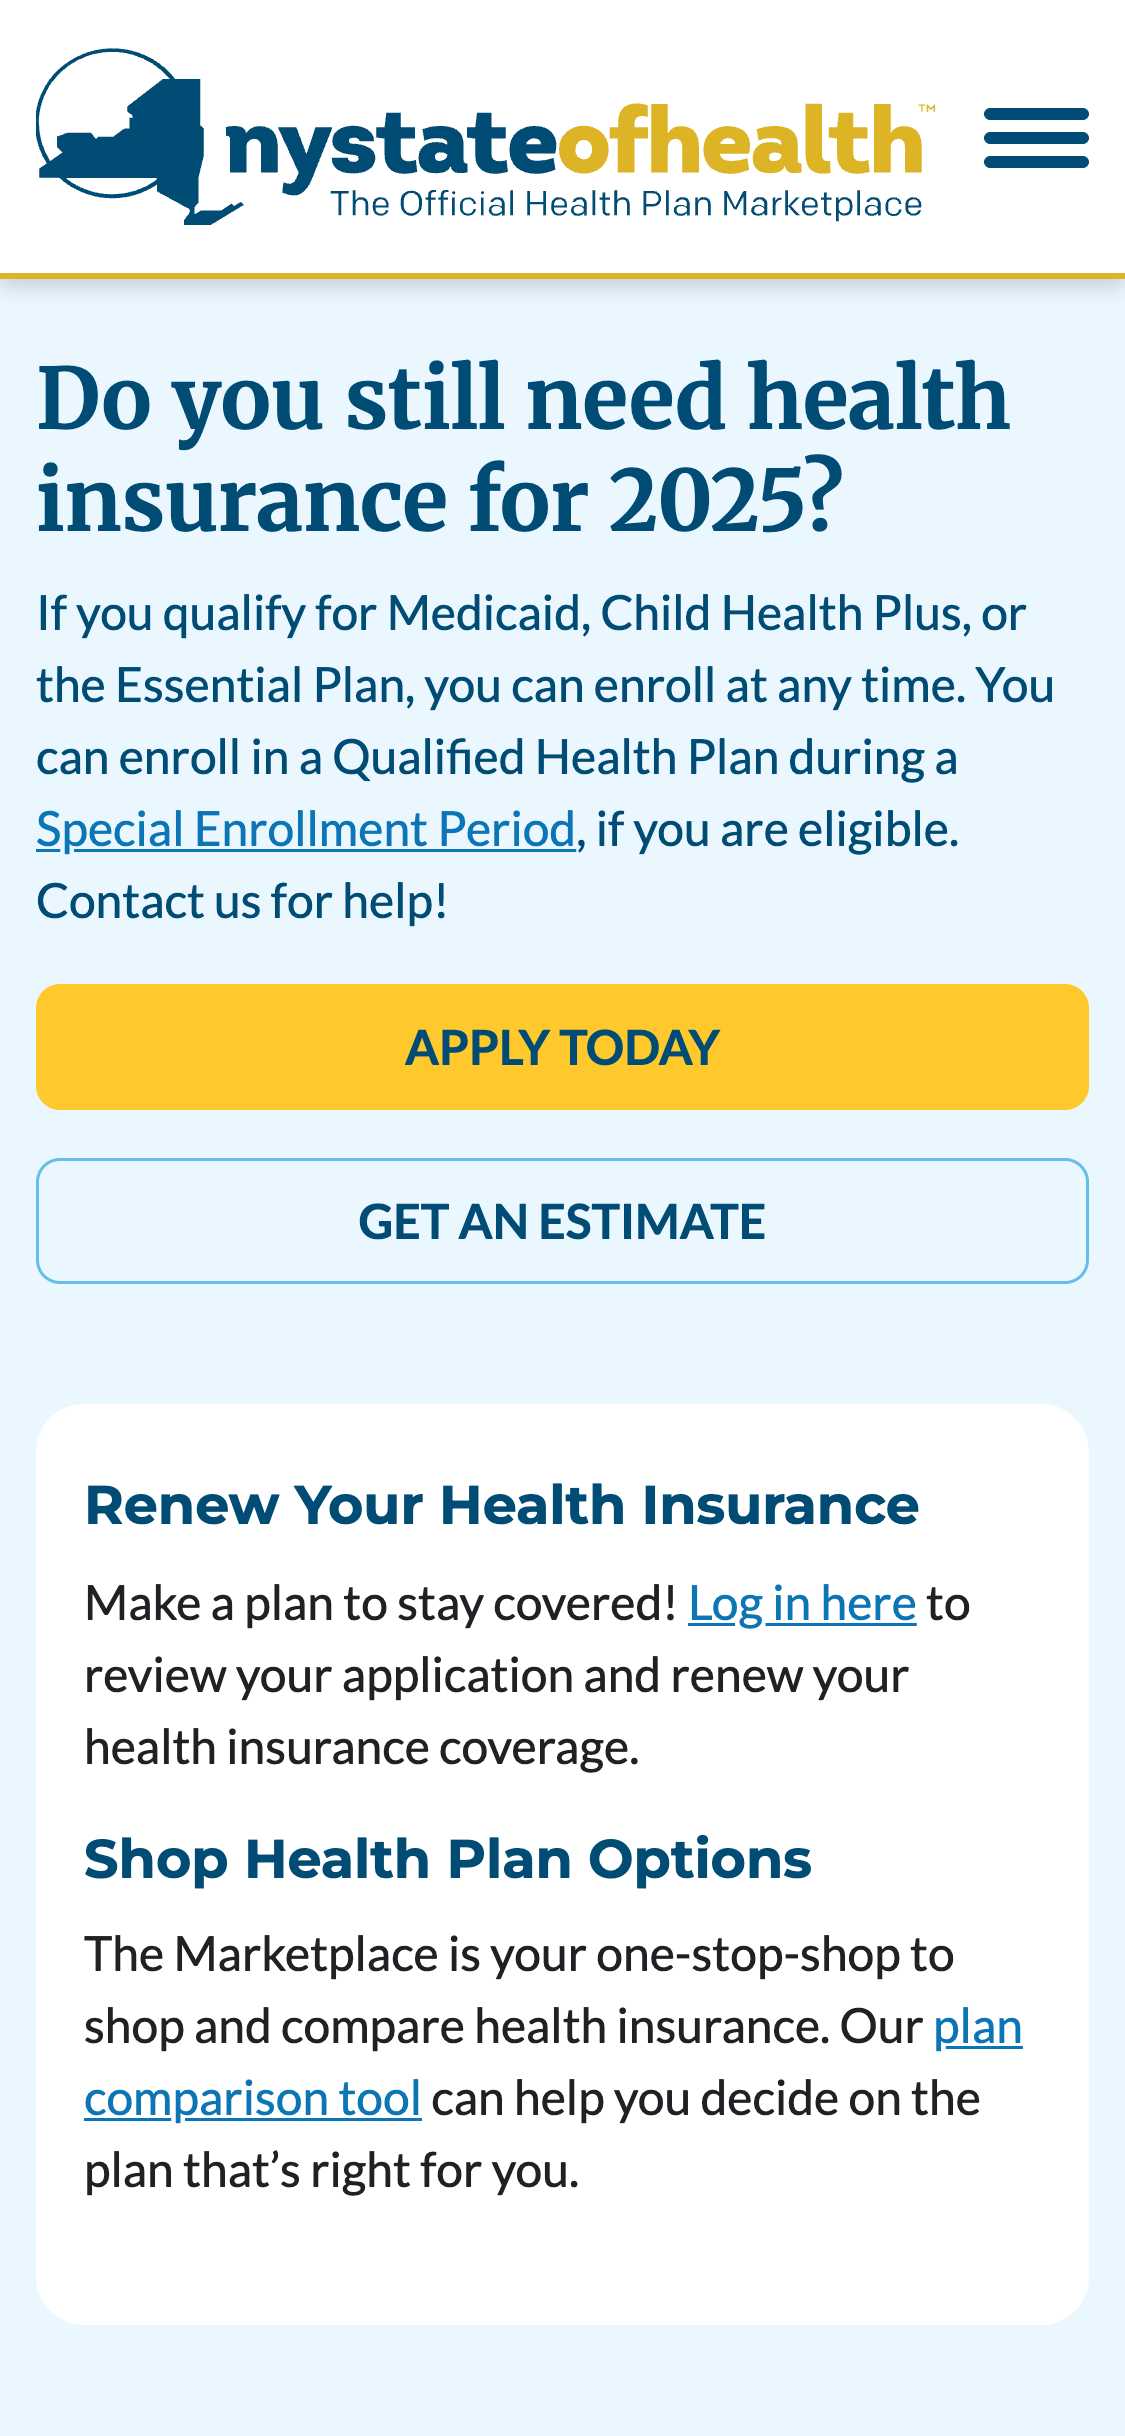 nystateofhealth™
The Official Health Plan Marketplace
Do you still need health
insurance for 2025?
If you qualify for Medicaid, Child Health Plus, or
the Essential Plan, you can enroll at any time. You
can enroll in a Qualified Health Plan during a
Special Enrollment Period, if you are eligible.
Contact us for help!
APPLY TODAY
GET AN ESTIMATE
Renew Your Health Insurance
Make a plan to stay covered! Log in here to
review your application and renew your
health insurance coverage.
Shop Health Plan Options
The Marketplace is your one-stop-shop to
shop and compare health insurance. Our plan
comparison tool can help you decide on the
plan that’s right for you.